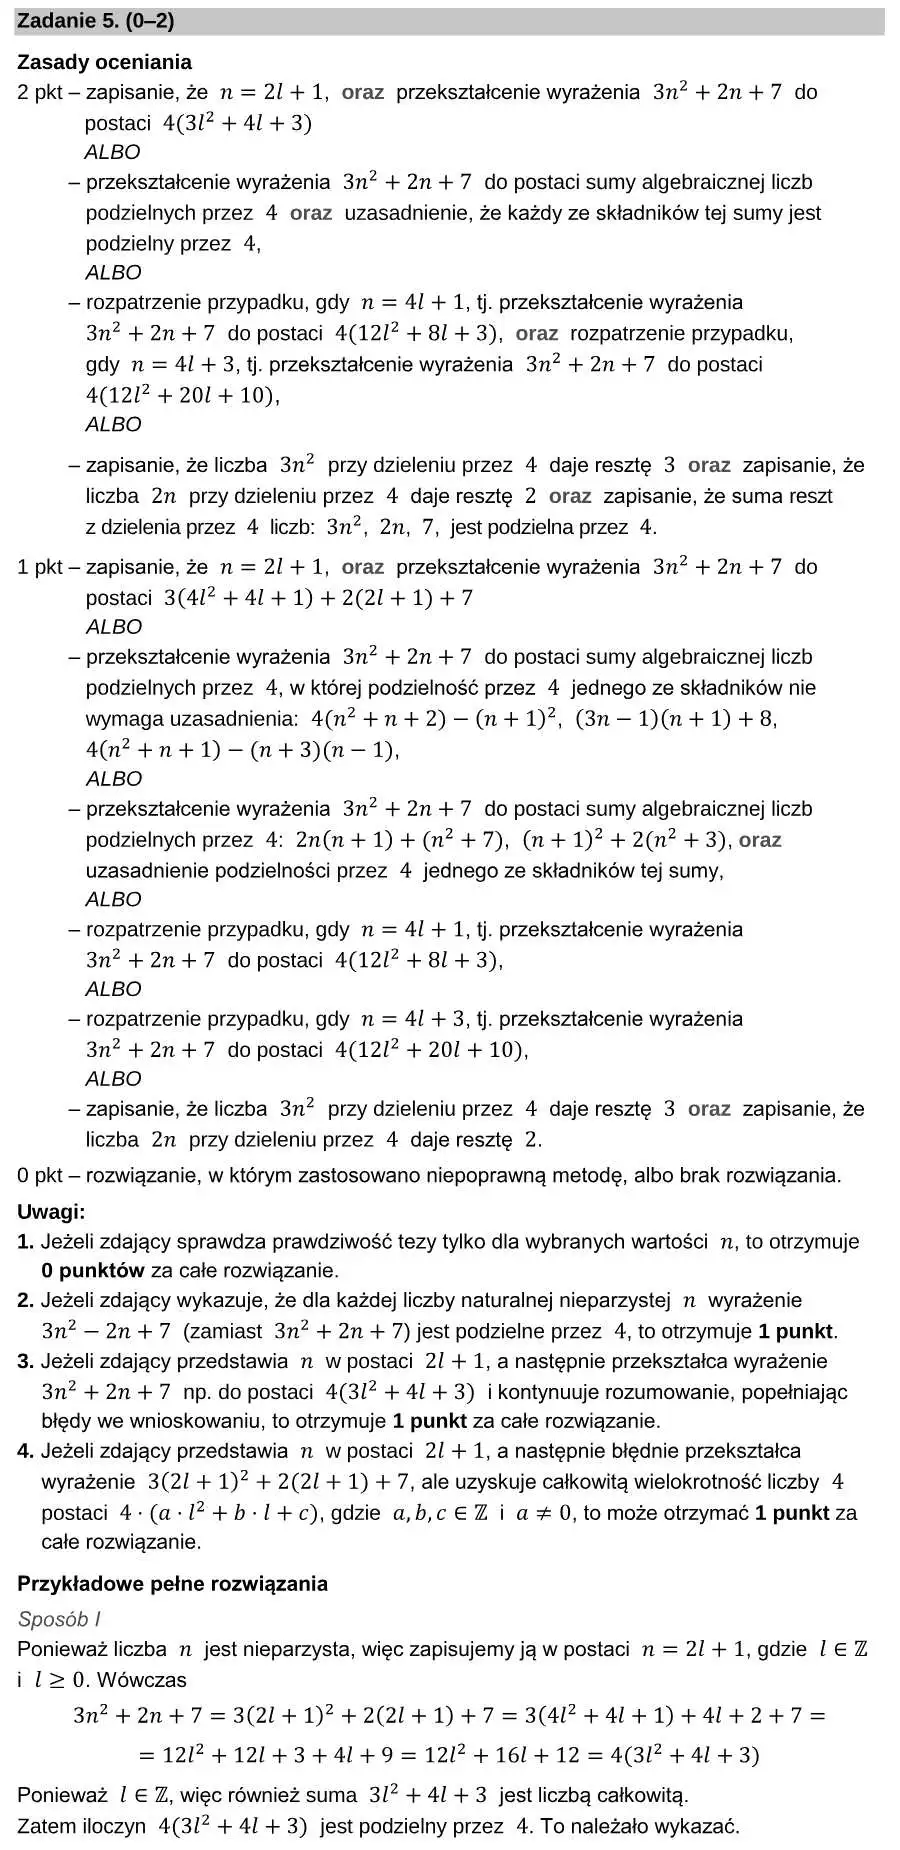 Zadanie 5. (0–2)
Zasady oceniania
2 pkt – zapisanie, że n = 2l + 1, oraz przekształcenie wyrażenia 3n² + 2n + 7 do
postaci 4(3l² + 4l + 3)
ALBO
– przekształcenie wyrażenia 3n² + 2n + 7 do postaci sumy algebraicznej liczb
podzielnych przez 4 oraz uzasadnienie, że każdy ze składników tej sumy jest
podzielny przez 4,
ALBO
– rozpatrzenie przypadku, gdy n = 4l + 1, tj. przekształcenie wyrażenia
3n² + 2n + 7 do postaci 4(12l² + 8l + 3), oraz rozpatrzenie przypadku,
gdy n = 4l + 3, tj. przekształcenie wyrażenia 3n² + 2n + 7 do postaci
4(12l² + 20l + 10),
ALBO
– zapisanie, że liczba 3n² przy dzieleniu przez 4 daje resztę 3 oraz zapisanie, że
liczba 2n przy dzieleniu przez 4 daje resztę 2 oraz zapisanie, że suma reszt
z dzielenia przez 4 liczb: 3n², 2n, 7, jest podzielna przez 4.
1 pkt – zapisanie, że n = 2l + 1, oraz przekształcenie wyrażenia 3n² + 2n + 7 do
postaci 3(4l² + 4l + 1) + 2(2l + 1) + 7
ALBO
– przekształcenie wyrażenia 3n² + 2n + 7 do postaci sumy algebraicznej liczb
podzielnych przez 4, w której podzielność przez 4 jednego ze składników nie
wymaga uzasadnienia: 4(n² + n + 2) − (n + 1)², (3n − 1)(n + 1) + 8,
4(n² + n + 1) − (n + 3)(n − 1),
ALBO
– przekształcenie wyrażenia 3n² + 2n + 7 do postaci sumy algebraicznej liczb
podzielnych przez 4: 2n(n + 1) + (n² + 7), (n + 1)² + 2(n² + 3), oraz
uzasadnienie podzielności przez 4 jednego ze składników tej sumy,
ALBO
– rozpatrzenie przypadku, gdy n = 4l + 1, tj. przekształcenie wyrażenia
3n² + 2n + 7 do postaci 4(12l² + 8l + 3),
ALBO
– rozpatrzenie przypadku, gdy n = 4l + 3, tj. przekształcenie wyrażenia
3n² + 2n + 7 do postaci 4(12l² + 20l + 10),
ALBO
– zapisanie, że liczba 3n² przy dzieleniu przez 4 daje resztę 3 oraz zapisanie, że
liczba 2n przy dzieleniu przez 4 daje resztę 2.
0 pkt – rozwiązanie, w którym zastosowano niepoprawną metodę, albo brak rozwiązania.
Uwagi:
1. Jeżeli zdający sprawdza prawdziwość tezy tylko dla wybranych wartości n, to otrzymuje
0 punktów za całe rozwiązanie.
2. Jeżeli zdający wykazuje, że dla każdej liczby naturalnej nieparzystej n wyrażenie
3n² − 2n + 7 (zamiast 3n² + 2n + 7) jest podzielne przez 4, to otrzymuje 1 punkt.
3. Jeżeli zdający przedstawia n w postaci 2l + 1, a następnie przekształca wyrażenie
3n² + 2n + 7 np. do postaci 4(3l² + 4l + 3) i kontynuuje rozumowanie, popełniając
błędy we wnioskowaniu, to otrzymuje 1 punkt za całe rozwiązanie.
4. Jeżeli zdający przedstawia n w postaci 2l + 1, a następnie błędnie przekształca
wyrażenie 3(2l + 1)² + 2(2l + 1) + 7, ale uzyskuje całkowitą wielokrotność liczby 4
postaci 4 · (a · l² + b · l + c), gdzie a, b, c ∈ ℤ i a ≠ 0, to może otrzymać 1 punkt za
całe rozwiązanie.
Przykładowe pełne rozwiązania
Sposób I
Ponieważ liczba n jest nieparzysta, więc zapisujemy ją w postaci n = 2l + 1, gdzie l ∈ ℤ
i l ≥ 0. Wówczas
3n² + 2n + 7 = 3(2l + 1)² + 2(2l + 1) + 7 = 3(4l² + 4l + 1) + 4l + 2 + 7 =
= 12l² + 12l + 3 + 4l + 9 = 12l² + 16l + 12 = 4(3l² + 4l + 3)
Ponieważ l ∈ ℤ, więc również suma 3l² + 4l + 3 jest liczbą całkowitą.
Zatem iloczyn 4(3l² + 4l + 3) jest podzielny przez 4. To należało wykazać.